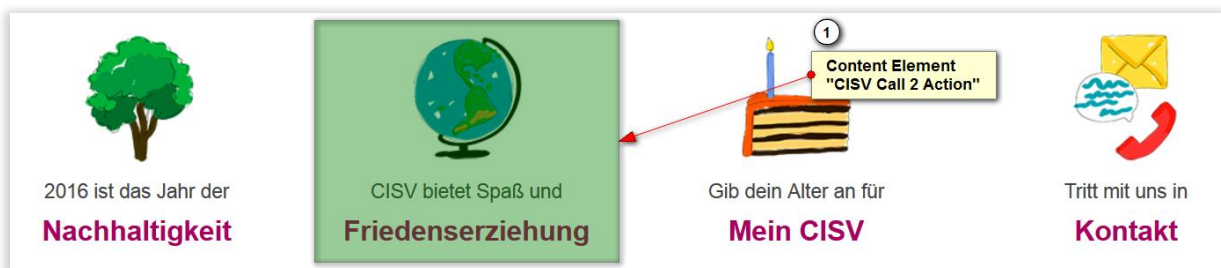 1
Content Element
"CISV Call 2 Action"
2016 ist das Jahr der
Nachhaltigkeit
CISV bietet Spaß und
Friedenserziehung
Gib dein Alter an für
Mein CISV
Tritt mit uns in
Kontakt